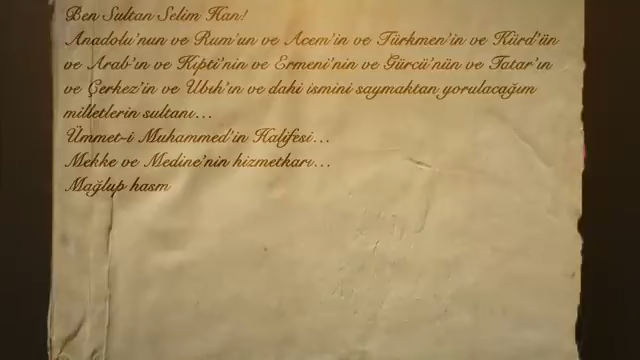 Ben Sultan Selim Han!
Anadolu'nun ve Rum'un ve Acem'in ve Türkmen'in ve Kürd'ün
ve Arab'ın ve Kıpti'nin ve Ermeni'nin ve Gürcü'nün ve Tatar'ın
ve Çerkez'in ve Ubıh'ın ve dahi ismini saymaktan yorulacağım
milletlerin sultanı...
Ümmet-i Muhammed'in Halifesi...
Mekke ve Medine'nin hizmetkarı...
Mağlup hasm